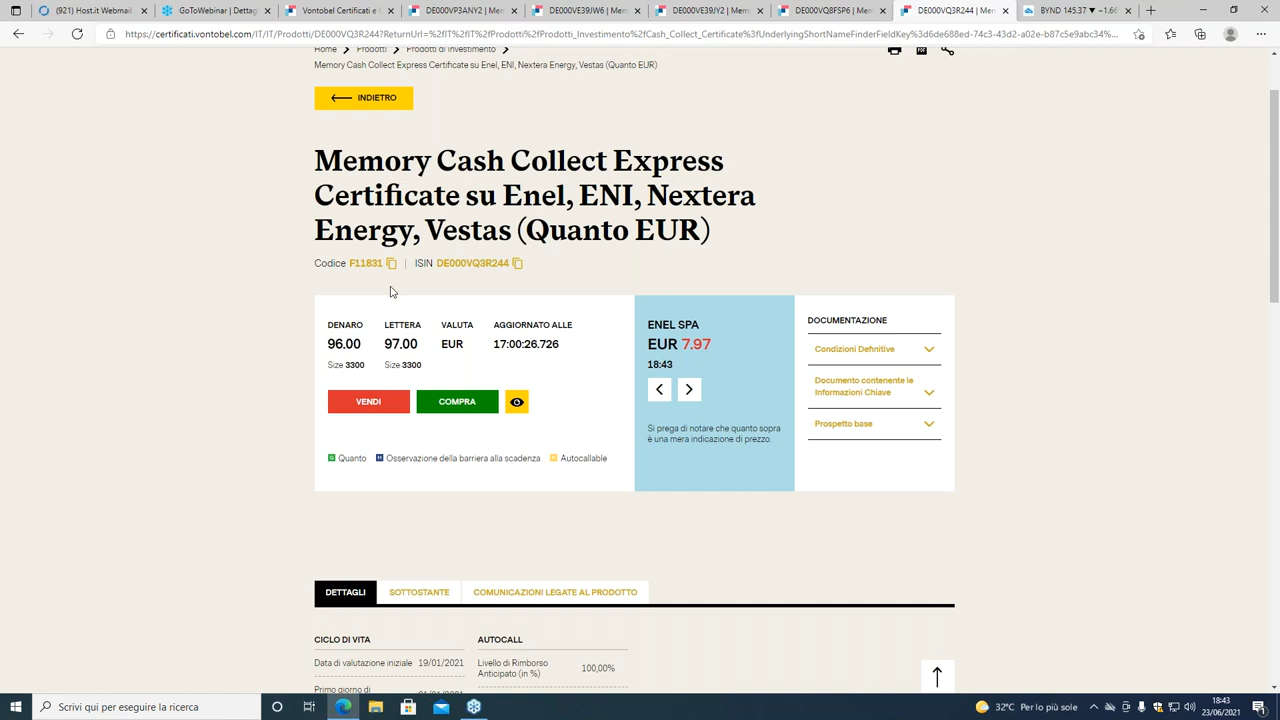 (921) Host.it Webmail
GoToWebinar | Dettag
Vontobel Certificati e C
DE000VP3ANY2 | Mem
DE000VE3JW6 | Mem
DE000VE3JY2 | Mem
DE000VQ8FSP6 | Mem
DE000VQ3R244 | Mem
BYND 145.37 ▼ −1.66
https://certificati.vontobel.com/IT/IT/Prodotti/DE000VQ3R244?ReturnUrl=%2fIT%2fIT%2fProdotti%2fProdotti_Investimento%2fCash_Collect_Certificate%3fUnderlyingShortNameFinderFieldKey%3d6de688ed-74c3-43d2-a02e-b87c5e9abc34%...
Home > Prodotti > Prodotti di investimento >
Memory Cash Collect Express Certificate su Enel, ENI, Nextera Energy, Vestas (Quanto EUR)
INDIETRO
Memory Cash Collect Express
Certificate su Enel, ENI, Nextera
Energy, Vestas (Quanto EUR)
Codice F11831 | ISIN DE000VQ3R244
DENARO LETTERA VALUTA AGGIORNATO ALLE
96.00 97.00 EUR 17:00:26.726
Size 3300 Size 3300
VENDI COMPRA
Quanto Osservazione della barriera alla scadenza Autocallable
ENEL SPA
EUR 7.97
18:43
Si prega di notare che quanto sopra
è una mera indicazione di prezzo.
DOCUMENTAZIONE
Condizioni Definitive
Documento contenente le
Informazioni Chiave
Prospetto base
DETTAGLI SOTTOSTANTE COMUNICAZIONI LEGATE AL PRODOTTO
CICLO DI VITA
Data di valutazione iniziale 19/01/2021
Primo giorno di
AUTOCALL
Livello di Rimborso
Anticipato (in %) 100,00%
Scrivi qui per eseguire la ricerca
32°C Per lo più sole
18:43
23/06/2021